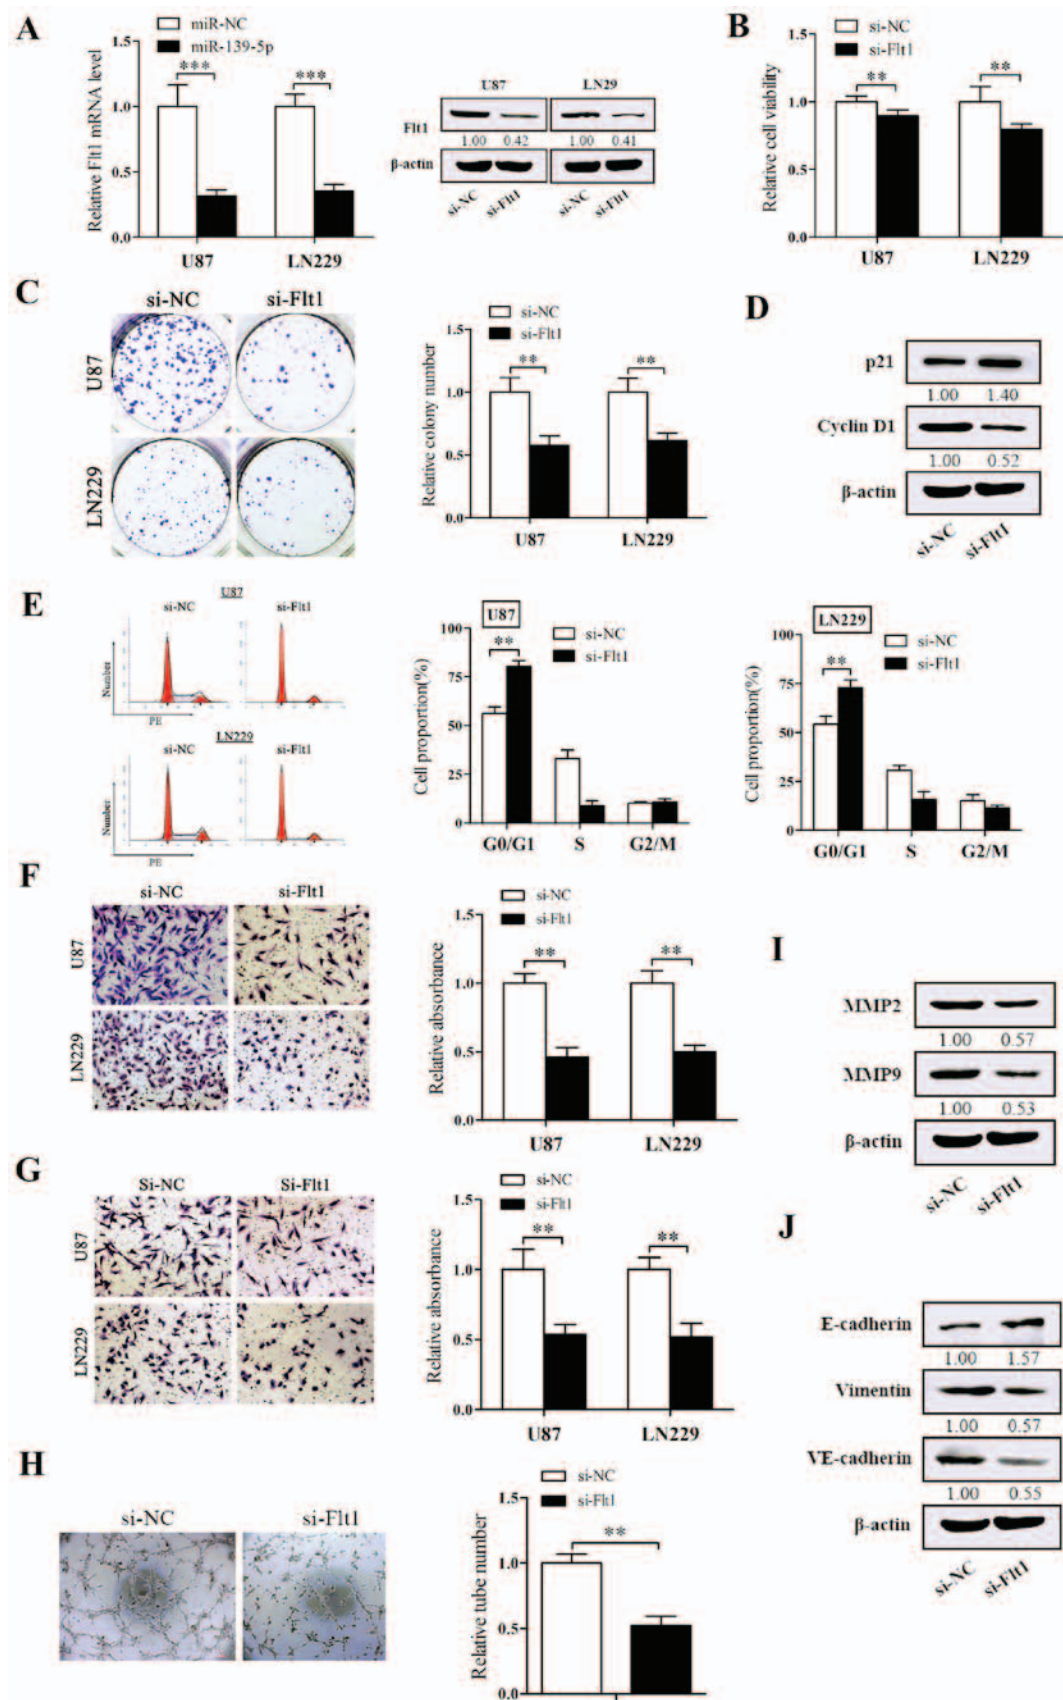 A
miR-NC
miR-139-5p
Relative Flt1 mRNA level
1.5
1.0
0.5
0.0
***
***
U87
LN229
U87
LN29
Flt1
1.00
0.42
1.00
0.41
β-actin
si-NC
si-Flt1
si-NC
si-Flt1
B
si-NC
si-Flt1
Relative cell viability
1.5
1.0
0.5
0.0
**
**
U87
LN229
C
si-NC
si-Flt1
U87
LN229
si-NC
si-Flt1
Relative colony number
1.5
1.0
0.5
0.0
**
**
U87
LN229
D
p21
1.00
1.40
Cyclin D1
1.00
0.52
β-actin
si-NC
si-Flt1
E
U87
si-NC
si-Flt1
Number
PE
LN229
si-NC
si-Flt1
Number
PE
U87
si-NC
si-Flt1
Cell proportion(%)
100
75
50
25
0
**
G0/G1
S
G2/M
LN229
si-NC
si-Flt1
Cell proportion(%)
100
75
50
25
0
**
G0/G1
S
G2/M
F
si-NC
si-Flt1
U87
LN229
si-NC
si-Flt1
Relative absorbance
1.5
1.0
0.5
0.0
**
**
U87
LN229
G
Si-NC
Si-Flt1
U87
LN229
si-NC
si-Flt1
Relative absorbance
1.5
1.0
0.5
0.0
**
**
U87
LN229
H
si-NC
si-Flt1
si-NC
si-Flt1
Relative tube number
1.5
1.0
0.5
**
I
MMP2
1.00
0.57
MMP9
1.00
0.53
β-actin
si-NC
si-Flt1
J
E-cadherin
1.00
1.57
Vimentin
1.00
0.57
VE-cadherin
1.00
0.55
β-actin
si-NC
si-Flt1